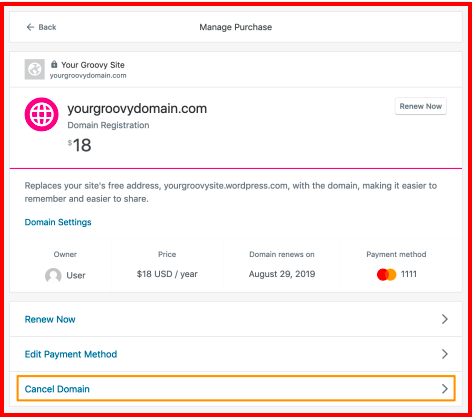 Back
Manage Purchase
Your Groovy Site
yourgroovydomain.com
yourgroovydomain.com
Renew Now
Domain Registration
$18
Replaces your site's free address, yourgroovysite.wordpress.com, with the domain, making it easier to
remember and easier to share.
Domain Settings
Owner Price Domain renews on Payment method
User $18 USD / year August 29, 2019 1111
Renew Now
Edit Payment Method
Cancel Domain